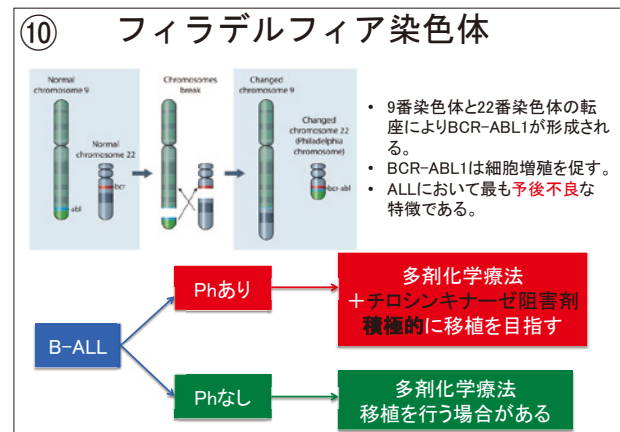 ⑩ フィラデルフィア染色体
Normal
chromosome 9
Chromosomes
break
Changed
chromosome 9
Normal
chromosome 22
Changed
chromosome 22
(Philadelphia
chromosome)
bcr
abl
bcr-abl
• 9番染色体と22番染色体の転
座によりBCR-ABL1が形成され
る。
• BCR-ABL1は細胞増殖を促す。
• ALLにおいて最も予後不良な
特徴である。
B-ALL
Phあり
多剤化学療法
＋チロシンキナーゼ阻害剤
積極的に移植を目指す
Phなし
多剤化学療法
移植を行う場合がある